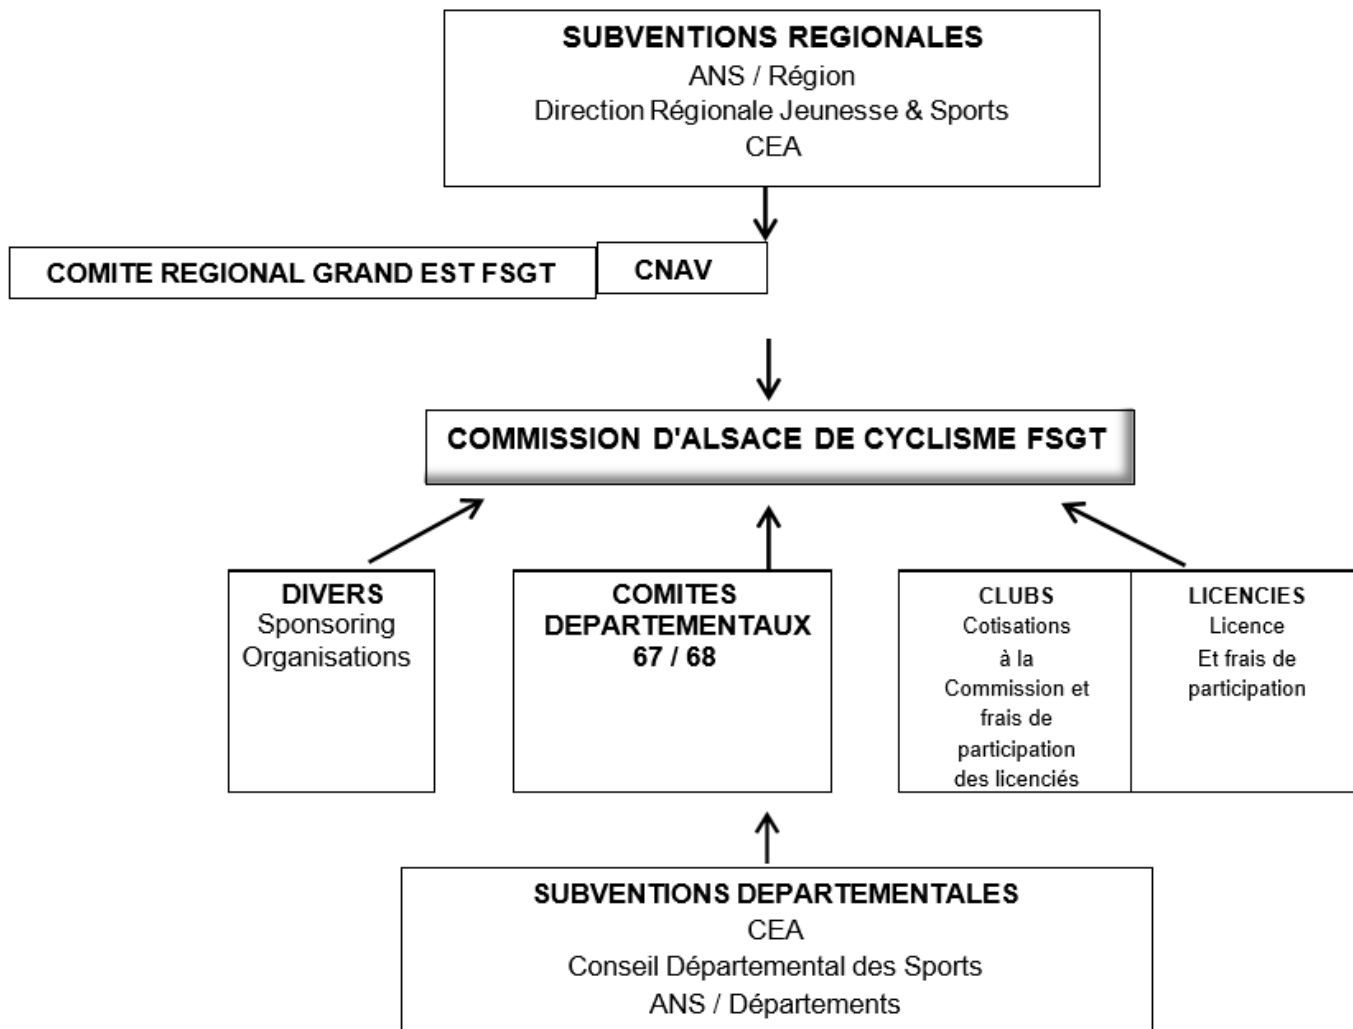 SUBVENTIONS REGIONALES
ANS / Région
Direction Régionale Jeunesse & Sports
CEA
COMITE REGIONAL GRAND EST FSGT
CNAV
COMMISSION D'ALSACE DE CYCLISME FSGT
DIVERS
Sponsoring
Organisations
COMITES
DEPARTEMENTAUX
67 / 68
CLUBS
Cotisations
à la
Commission et
frais de
participation
des licenciés
LICENCIES
Licence
Et frais de
participation
SUBVENTIONS DEPARTEMENTALES
CEA
Conseil Départemental des Sports
ANS / Départements